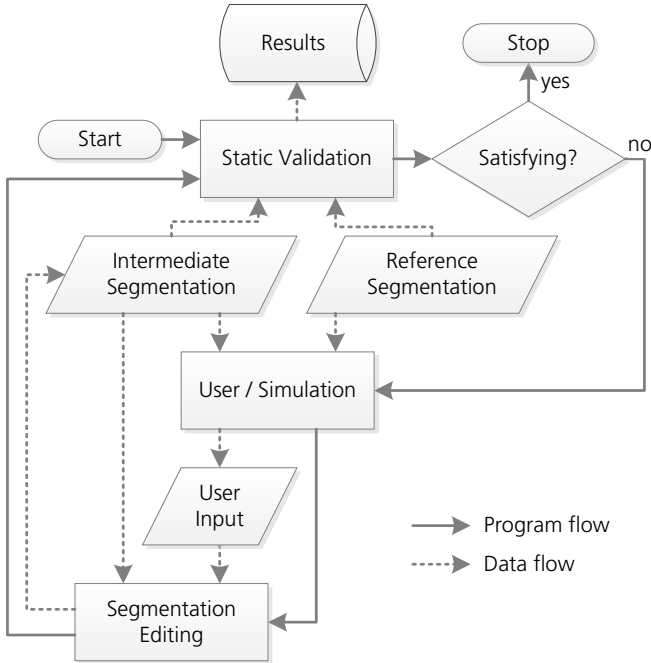 Results
Stop
yes
Start
Static Validation
Satisfying?
no
Intermediate
Segmentation
Reference
Segmentation
User / Simulation
User
Input
Program flow
Data flow
Segmentation
Editing